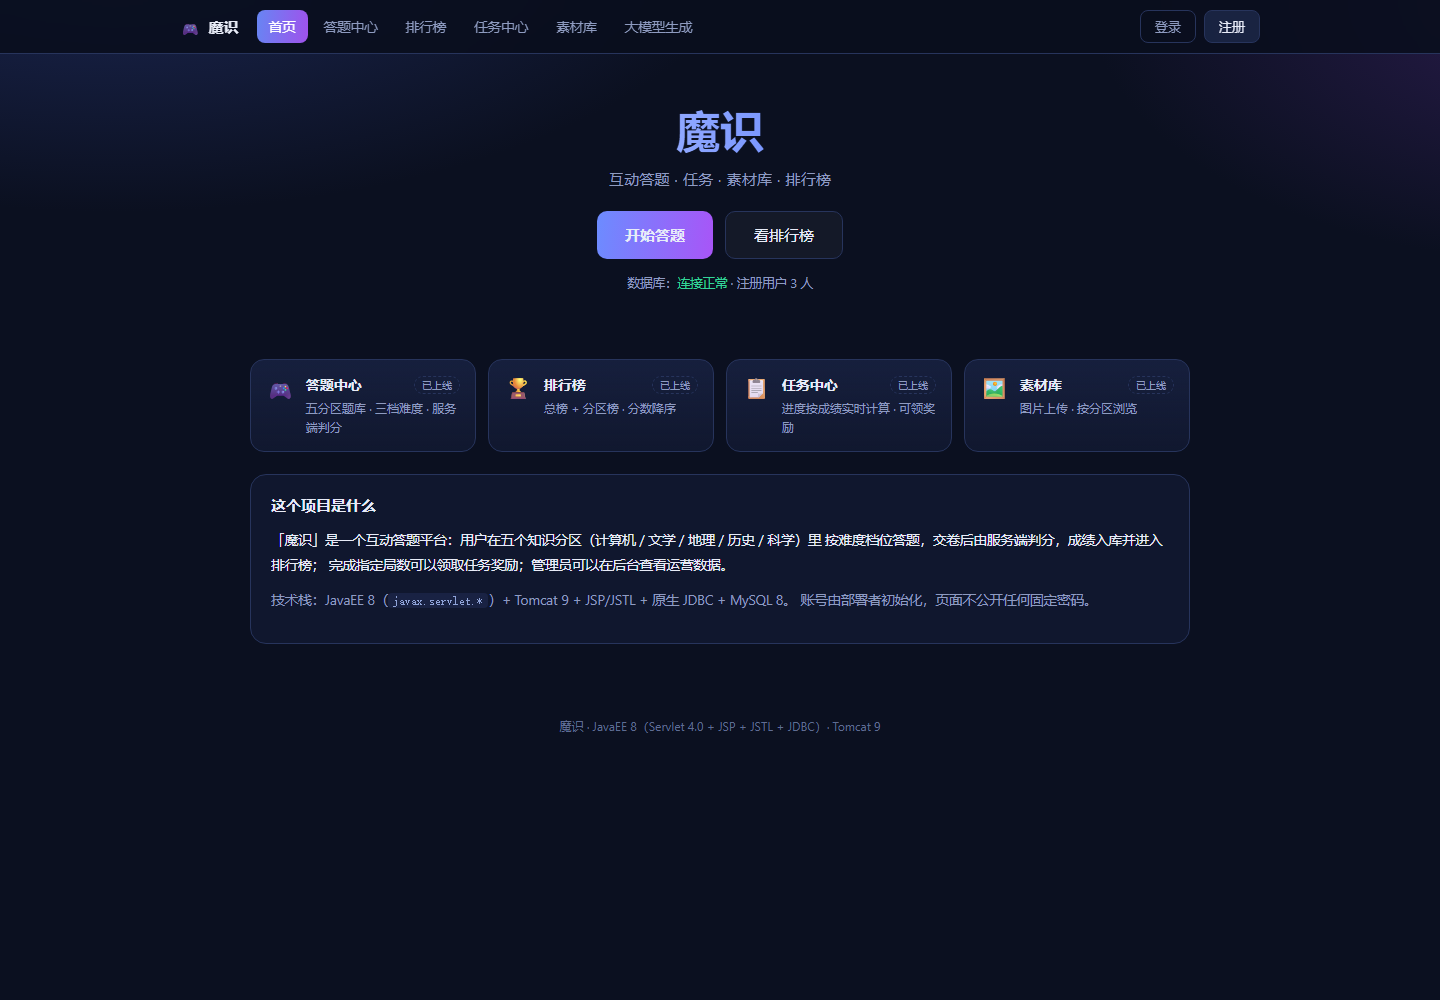 魔识 首页 答题中心 排行榜 任务中心 素材库 大模型生成 登录 注册
魔识
互动答题 · 任务 · 素材库 · 排行榜
开始答题 看排行榜
数据库：连接正常 · 注册用户 3 人
答题中心 已上线
五分区题库 · 三档难度 · 服务
端判分
排行榜 已上线
总榜 + 分区榜 · 分数降序
任务中心 已上线
进度按成绩实时计算 · 可领奖
励
素材库 已上线
图片上传 · 按分区浏览
这个项目是什么
「魔识」是一个互动答题平台：用户在五个知识分区（计算机 / 文学 / 地理 / 历史 / 科学）里 按难度档位答题，交卷后由服务端判分，成绩入库并进入
排行榜； 完成指定局数可以领取任务奖励；管理员可以在后台查看运营数据。
技术栈：JavaEE 8（javax.servlet.*）+ Tomcat 9 + JSP/JSTL + 原生 JDBC + MySQL 8。 账号由部署者初始化，页面不公开任何固定密码。
魔识 · JavaEE 8（Servlet 4.0 + JSP + JSTL + JDBC）· Tomcat 9